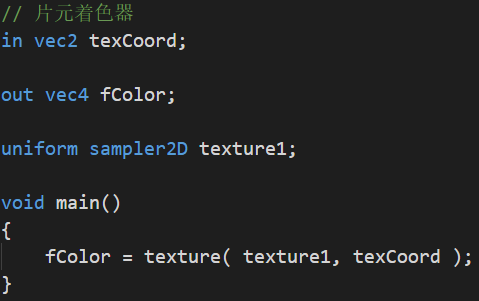 // 片元着色器
in vec2 texCoord;
out vec4 fColor;
uniform sampler2D texture1;
void main()
{
    fColor = texture( texture1, texCoord );
}